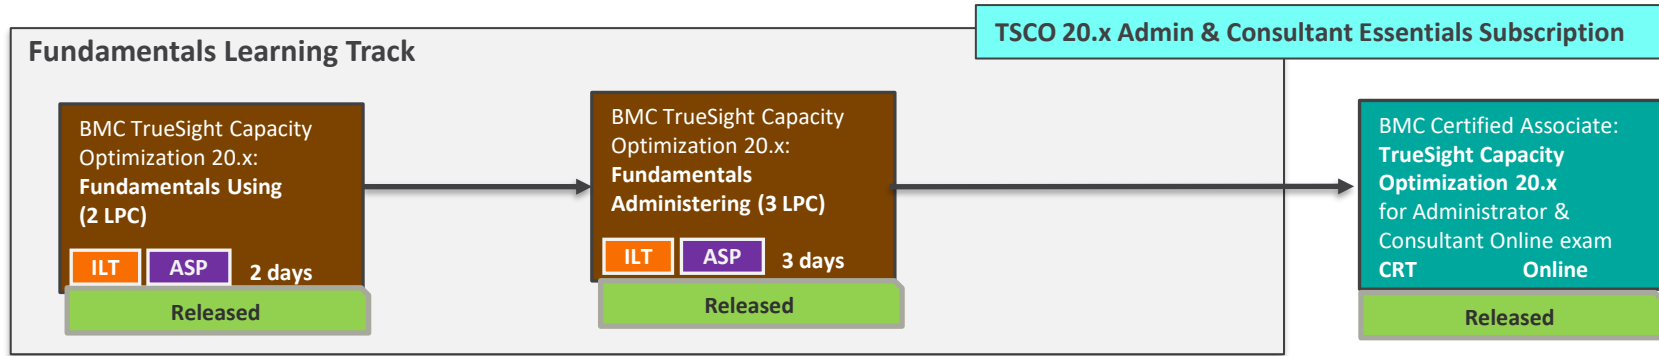 TSCO 20.x Admin & Consultant Essentials Subscription
Fundamentals Learning Track
BMC TrueSight Capacity
Optimization 20.x:
Fundamentals Using
(2 LPC)
ILT
ASP
2 days
Released
BMC TrueSight Capacity
Optimization 20.x:
Fundamentals
Administering (3 LPC)
ILT
ASP
3 days
Released
BMC Certified Associate:
TrueSight Capacity
Optimization 20.x
for Administrator &
Consultant Online exam
CRT Online
Released